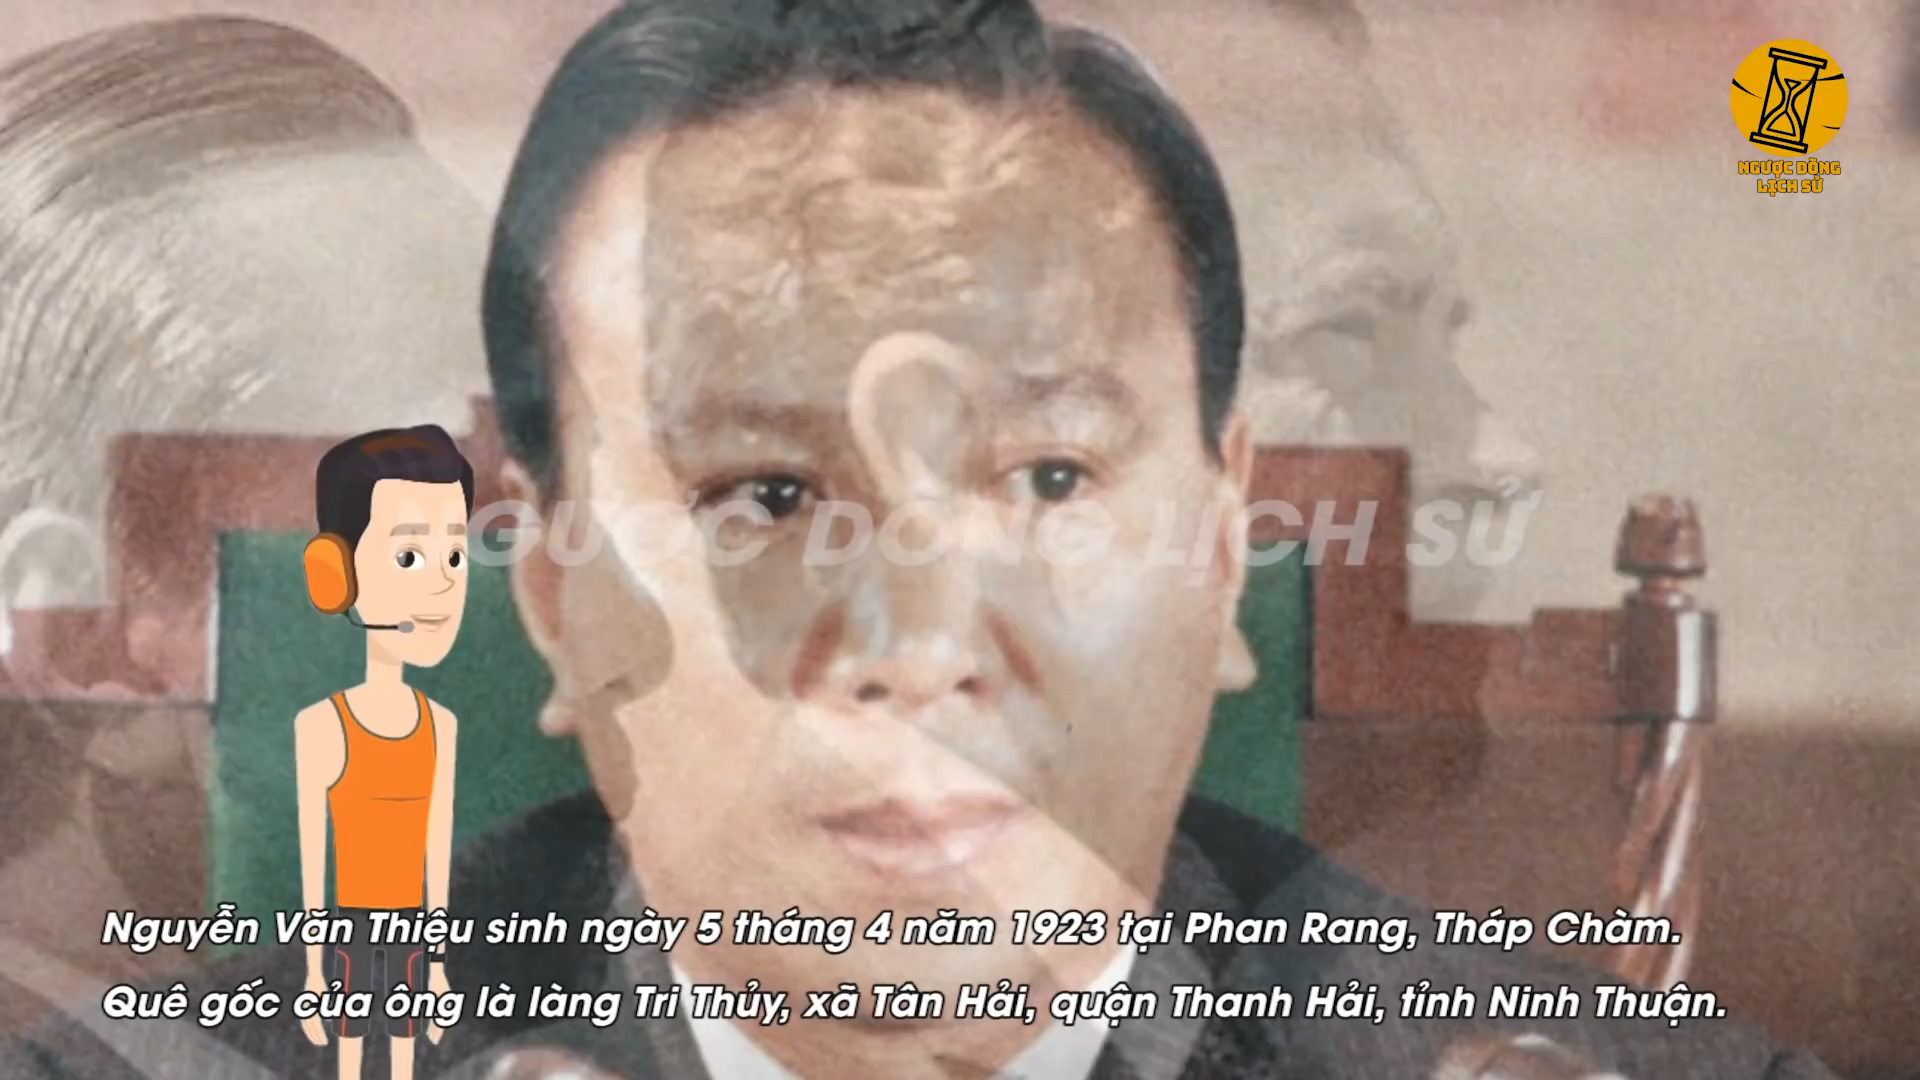 NGƯỢC DÒNG
LỊCH SỬ
NGƯỢC DÒNG LỊCH SỬ
Nguyễn Văn Thiệu sinh ngày 5 tháng 4 năm 1923 tại Phan Rang, Tháp Chàm.
Quê gốc của ông là làng Tri Thủy, xã Tân Hải, quận Thanh Hải, tỉnh Ninh Thuận.